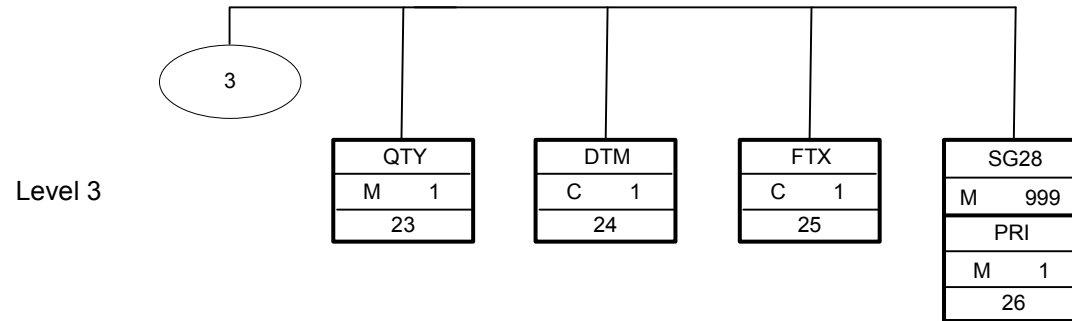 3
Level 3
QTY
M 1
23
DTM
C 1
24
FTX
C 1
25
SG28
M 999
PRI
M 1
26